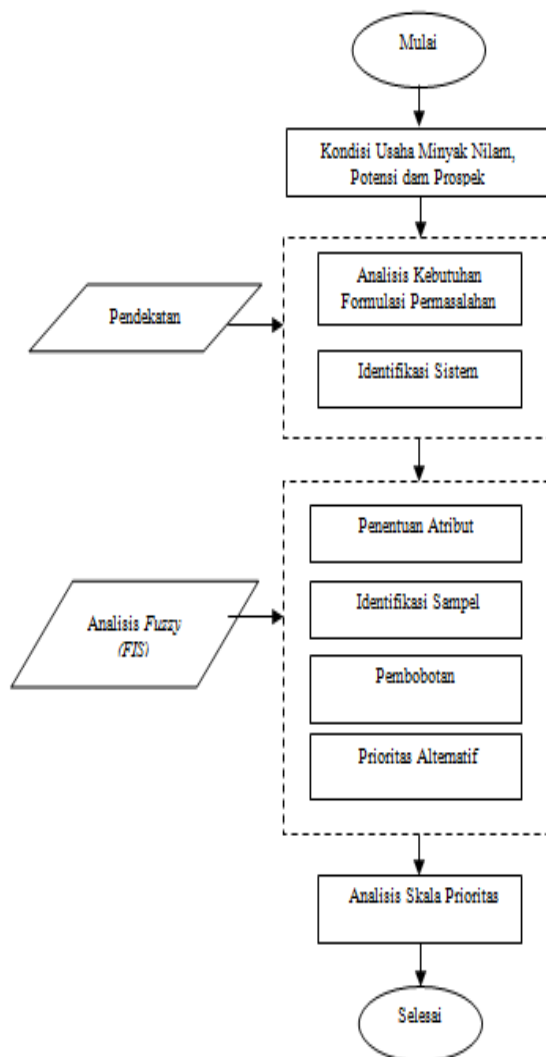 Mulai
Kondisi Usaha Minyak Nilam,
Potensi dam Prospek
Analisis Kebutuhan
Formulasi Permasalahan
Pendekatan
Identifikasi Sistem
Penentuan Atribut
Identifikasi Sampel
Analisis Fuzzy
(FIS)
Pembobotan
Prioritas Alternatif
Analisis Skala Prioritas
Selesai